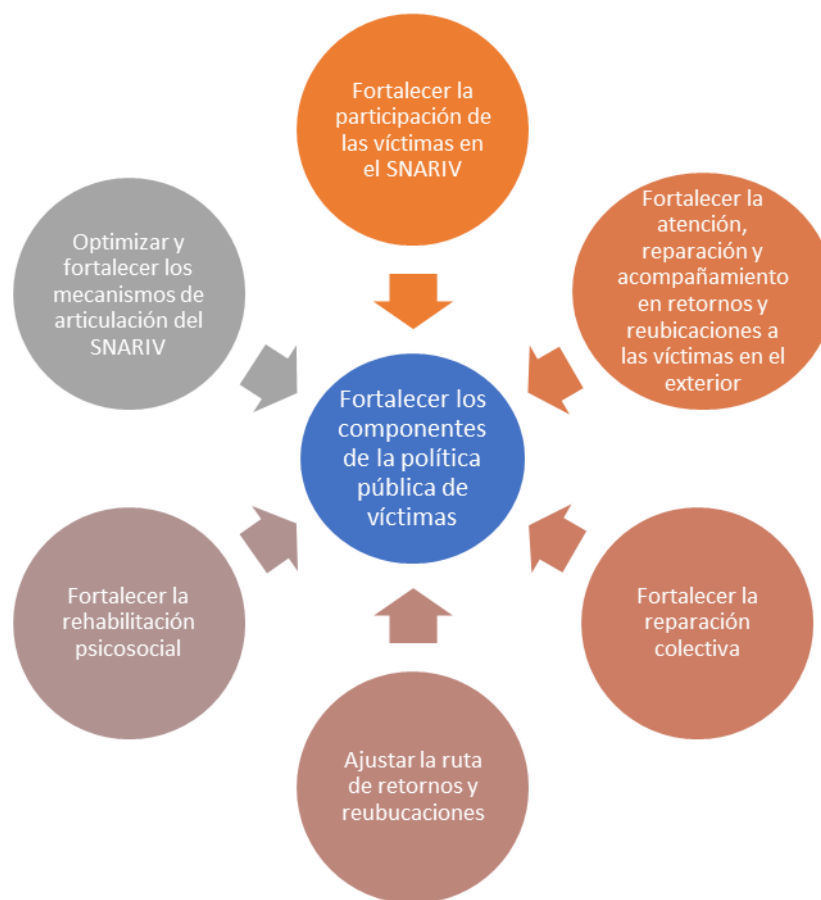 Fortalecer la
participación de
las víctimas en
el SNARIV
Fortalecer la
atención,
reparación y
acompañamiento
en retornos y
reubicaciones a
las víctimas en el
exterior
Fortalecer la
reparación
colectiva
Ajustar la ruta
de retornos y
reubucaciones
Fortalecer la
rehabilitación
psicosocial
Optimizar y
fortalecer los
mecanismos de
articulación del
SNARIV
Fortalecer los
componentes
de la política
pública de
víctimas